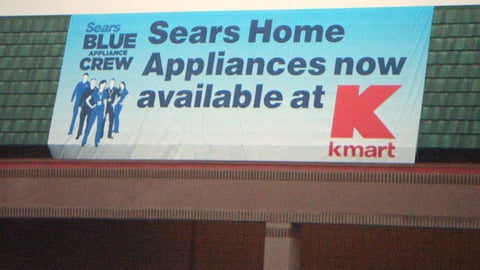 Sears
BLUE
APPLIANCE
CREW
Sears Home
Appliances now
available at K
kmart